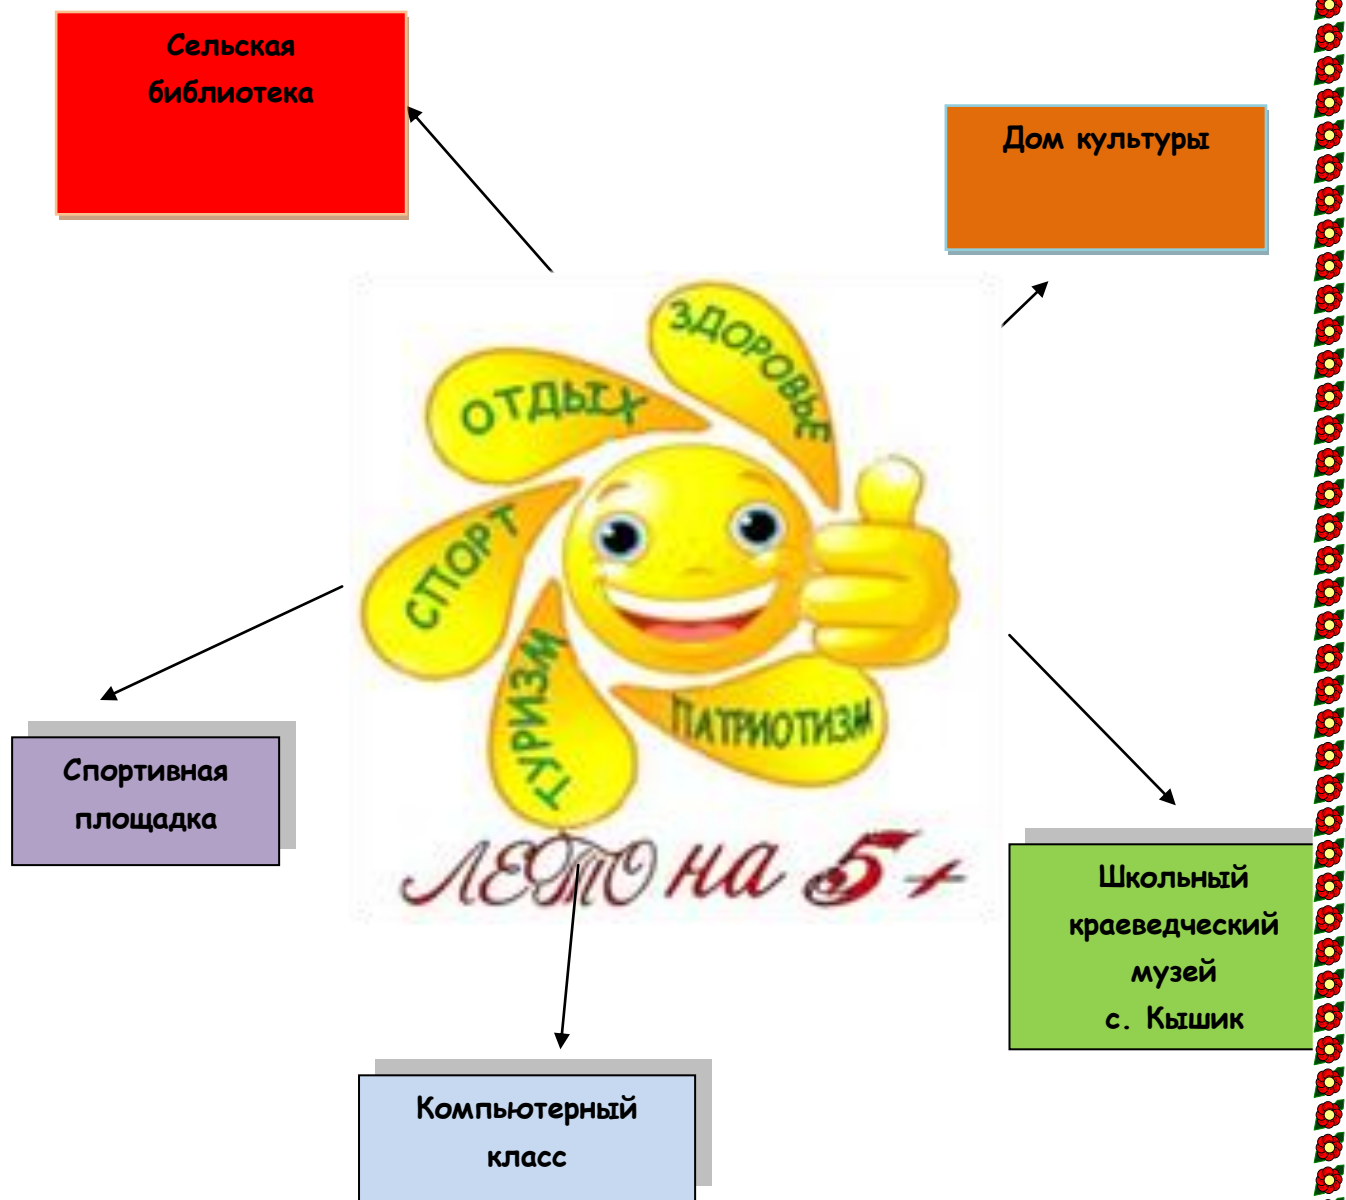 Сельская
библиотека
Дом культуры
ЗДОРОВЬЕ
ОТДЫХ
СПОРТ
ТУРИЗМ
ПАТРИОТИЗМ
ЛЕТО на 5+
Спортивная
площадка
Школьный
краеведческий
музей
с. Кышик
Компьютерный
класс